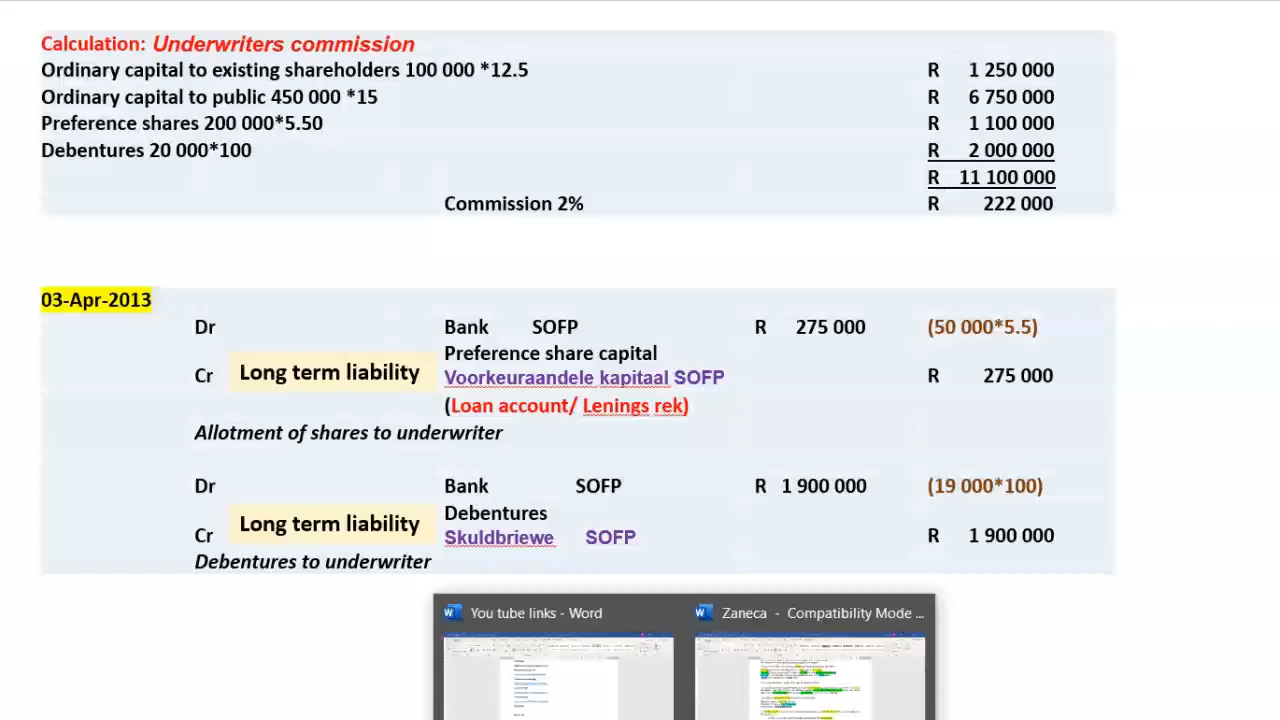 Calculation: Underwriters commission
Ordinary capital to existing shareholders 100 000 *12.5 R 1 250 000
Ordinary capital to public 450 000 *15 R 6 750 000
Preference shares 200 000*5.50 R 1 100 000
Debentures 20 000*100 R 2 000 000
R 11 100 000
Commission 2% R 222 000
03-Apr-2013
Dr Bank SOFP R 275 000 (50 000*5.5)
Preference share capital
Cr Long term liability Voorkeuraandele kapitaal SOFP R 275 000
(Loan account/ Lenings rek)
Allotment of shares to underwriter
Dr Bank SOFP R 1 900 000 (19 000*100)
Debentures
Cr Long term liability Skuldbriewe SOFP R 1 900 000
Debentures to underwriter
You tube links - Word
Zaneca - Compatibility Mode ...